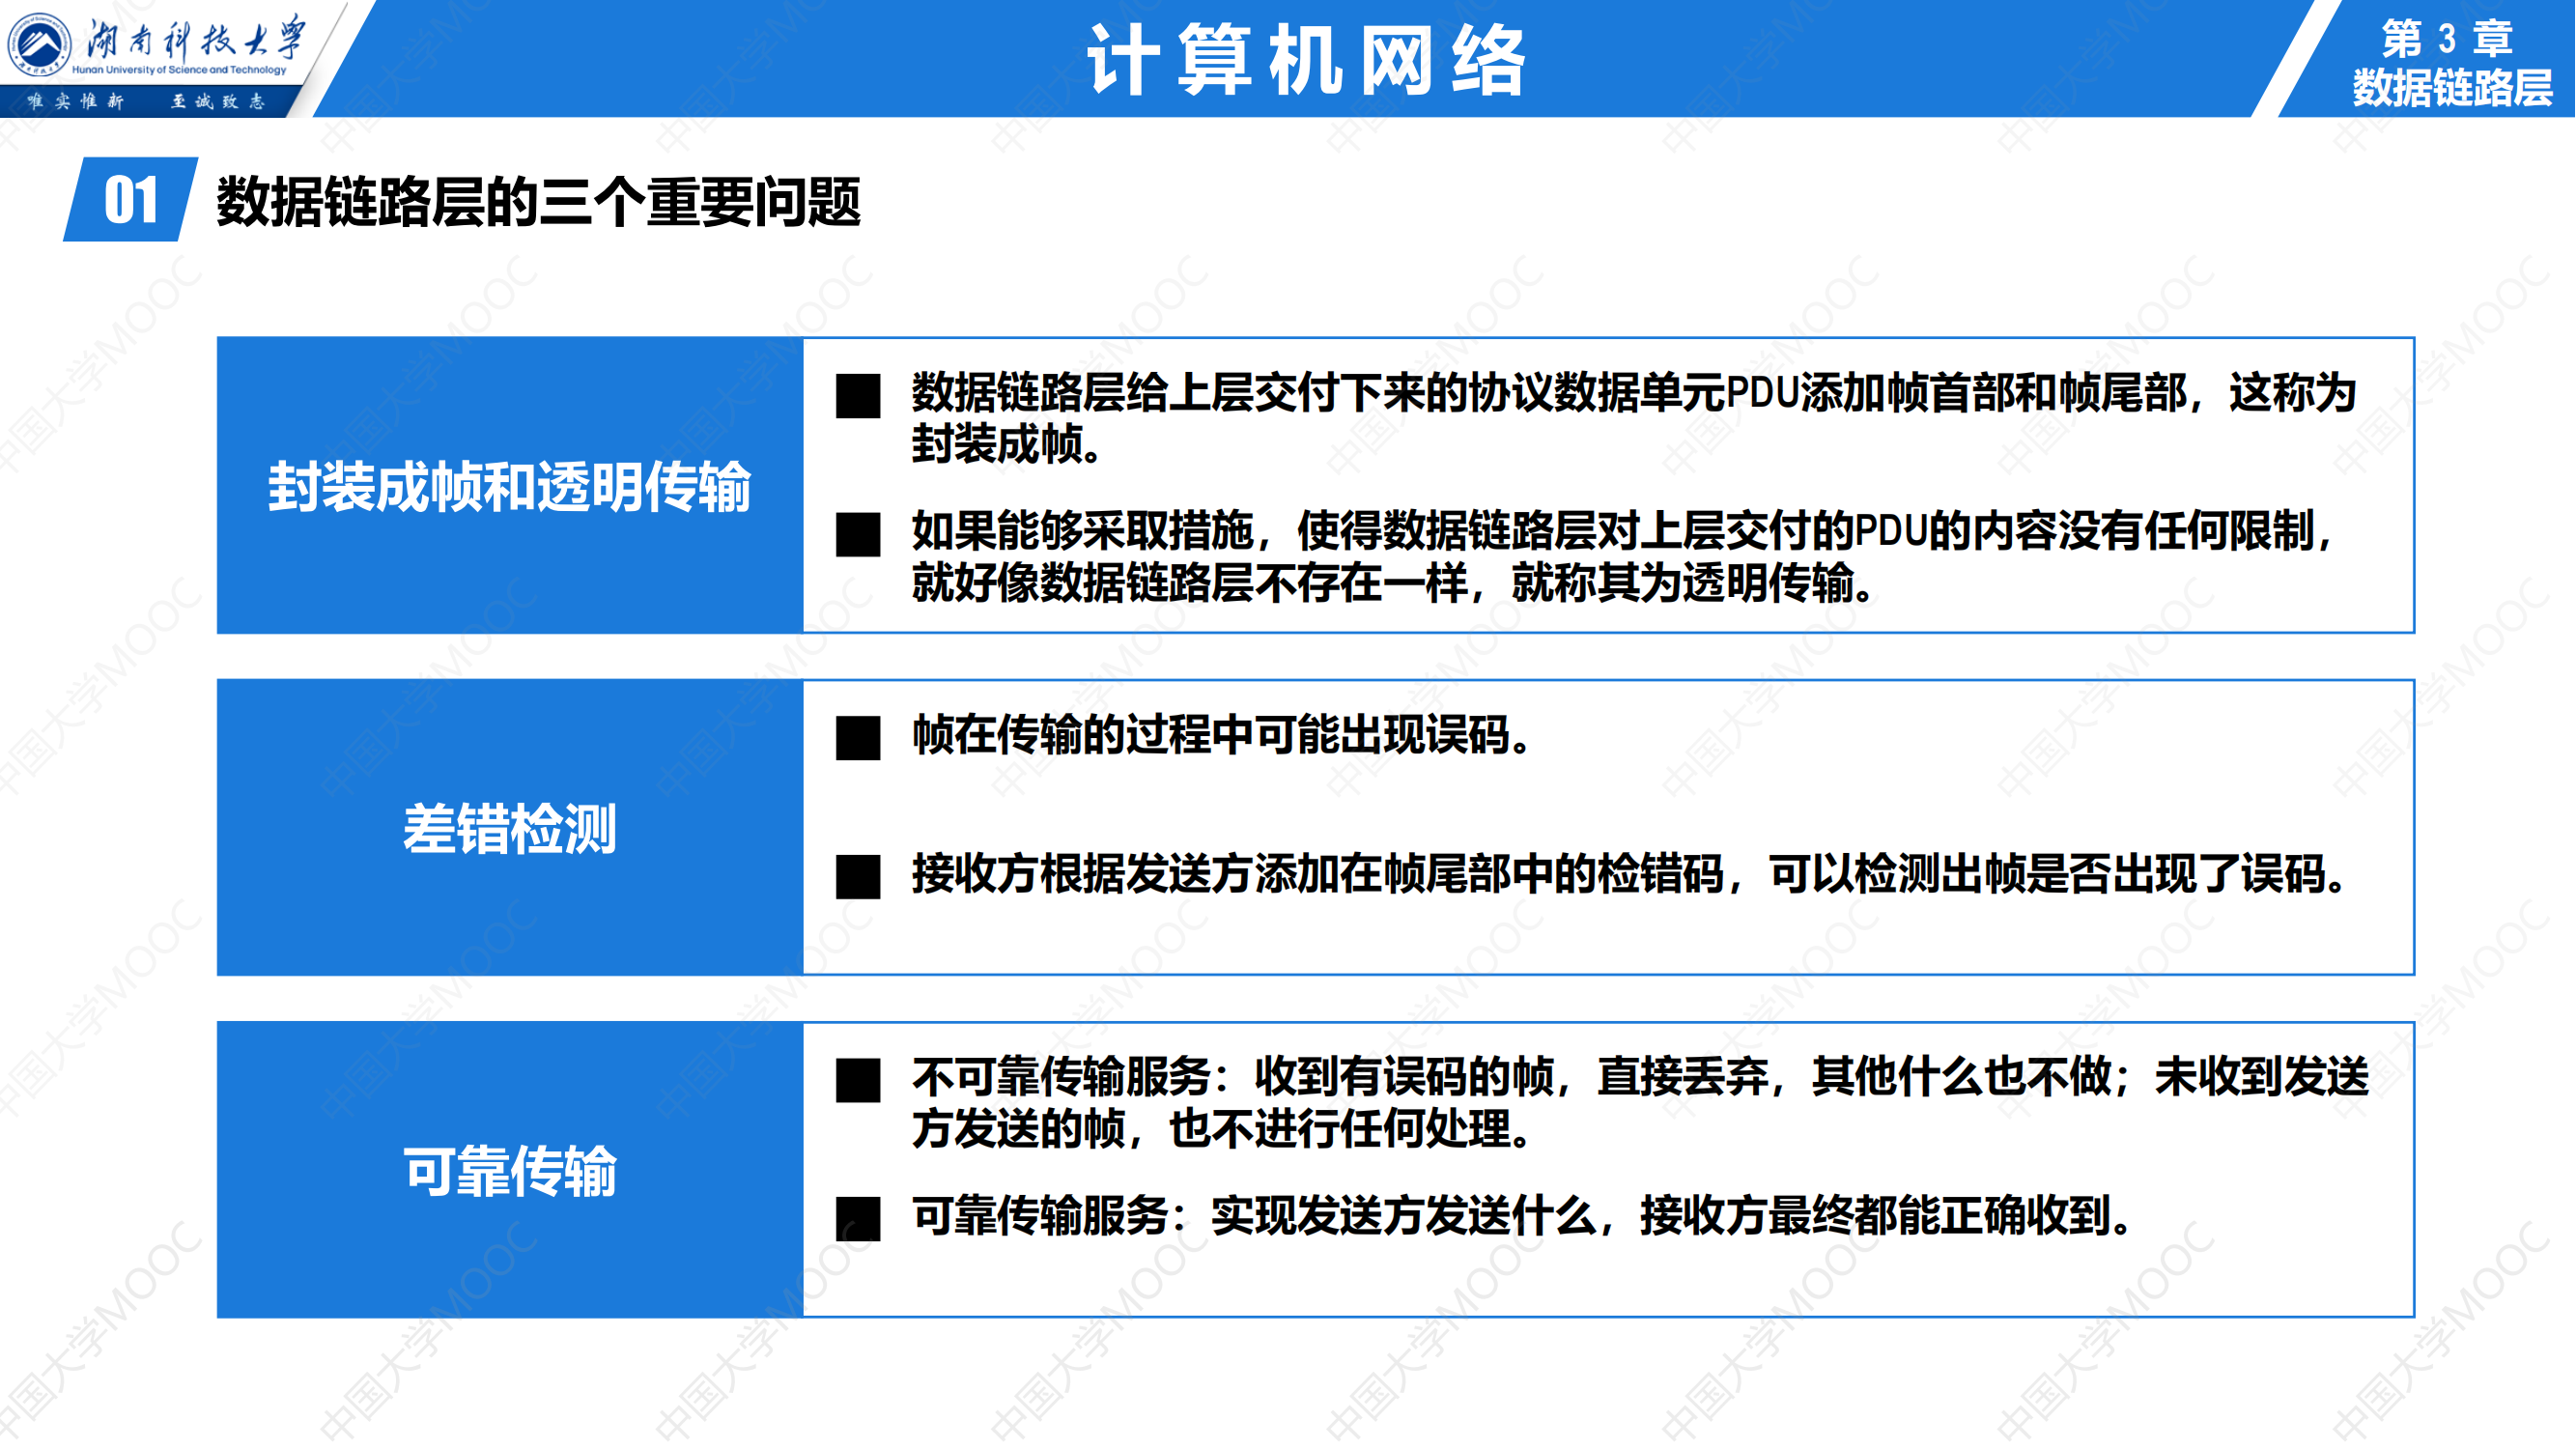 湖南科技大学
Hunan University of Science and Technology
唯实惟新 至诚致志
计算机网络
第 3 章
数据链路层
01 数据链路层的三个重要问题
封装成帧和透明传输
数据链路层给上层交付下来的协议数据单元PDU添加帧首部和帧尾部，这称为
封装成帧。
如果能够采取措施，使得数据链路层对上层交付的PDU的内容没有任何限制，
就好像数据链路层不存在一样，就称其为透明传输。
差错检测
帧在传输的过程中可能出现误码。
接收方根据发送方添加在帧尾部中的检错码，可以检测出帧是否出现了误码。
可靠传输
不可靠传输服务：收到有误码的帧，直接丢弃，其他什么也不做；未收到发送
方发送的帧，也不进行任何处理。
可靠传输服务：实现发送方发送什么，接收方最终都能正确收到。
中国大学MOOC